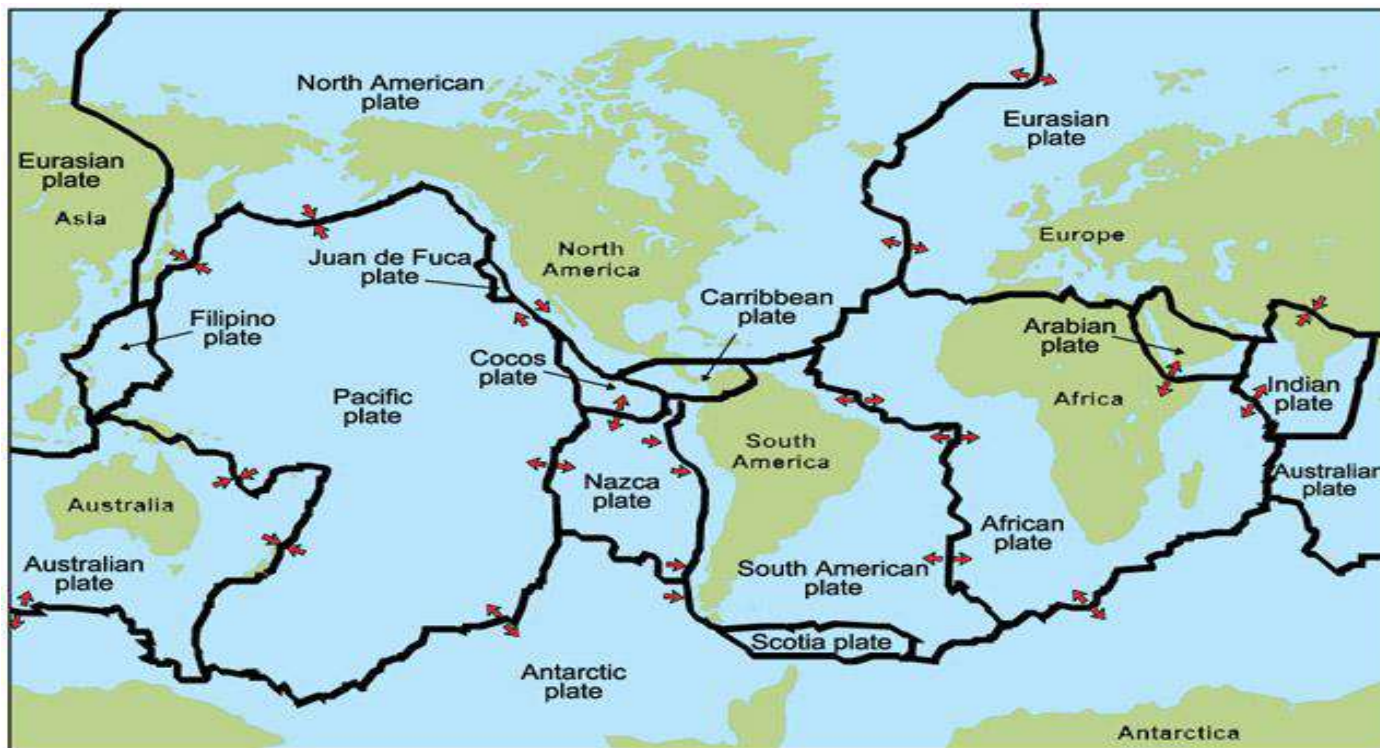 North American
plate
Eurasian
plate
Eurasian
plate
Asia
Europe
North
America
Juan de Fuca
plate
Carribbean
plate
Filipino
plate
Arabian
plate
Cocos
plate
Indian
plate
Pacific
plate
Africa
South
America
Nazca
plate
Australian
plate
Australia
African
plate
Australian
plate
South American
plate
Scotia plate
Antarctic
plate
Antarctica